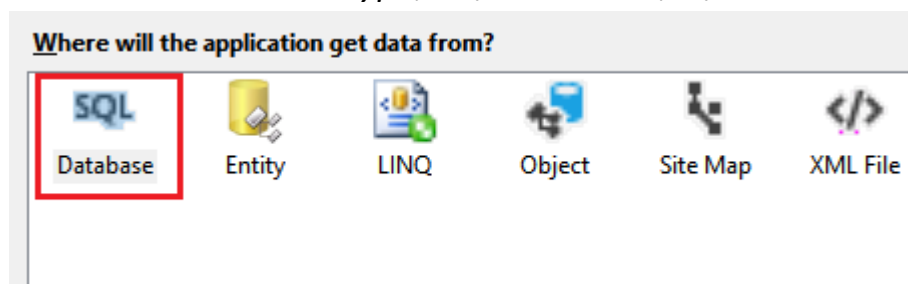 Where will the application get data from?
SQL
Database Entity LINQ Object Site Map XML File